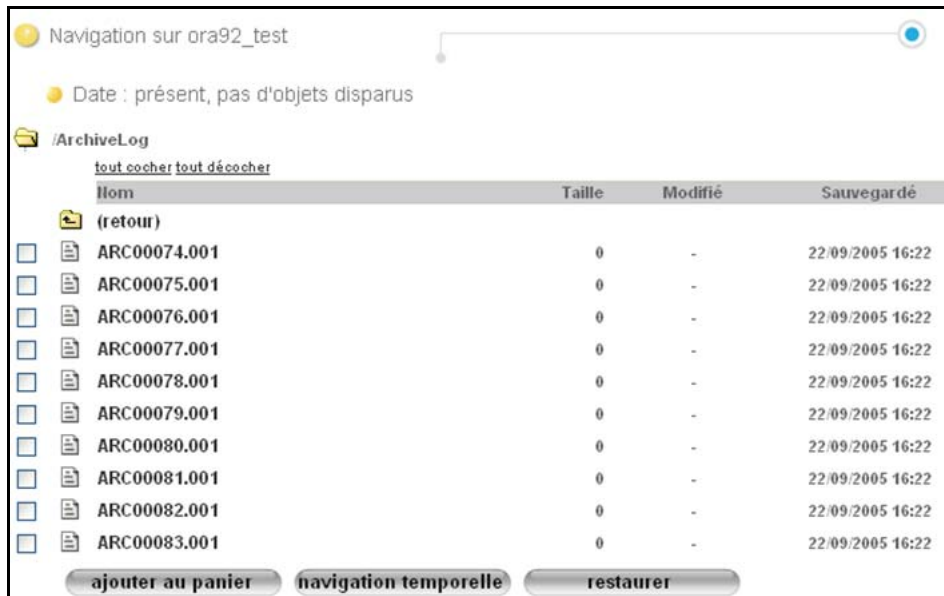 Navigation sur ora92_test
Date : présent, pas d'objets disparus
/ArchiveLog
tout cocher tout décocher
Nom Taille Modifié Sauvegardé
(retour)
ARC00074.001 0 - 22/09/2005 16:22
ARC00075.001 0 - 22/09/2005 16:22
ARC00076.001 0 - 22/09/2005 16:22
ARC00077.001 0 - 22/09/2005 16:22
ARC00078.001 0 - 22/09/2005 16:22
ARC00079.001 0 - 22/09/2005 16:22
ARC00080.001 0 - 22/09/2005 16:22
ARC00081.001 0 - 22/09/2005 16:22
ARC00082.001 0 - 22/09/2005 16:22
ARC00083.001 0 - 22/09/2005 16:22
ajouter au panier navigation temporelle restaurer